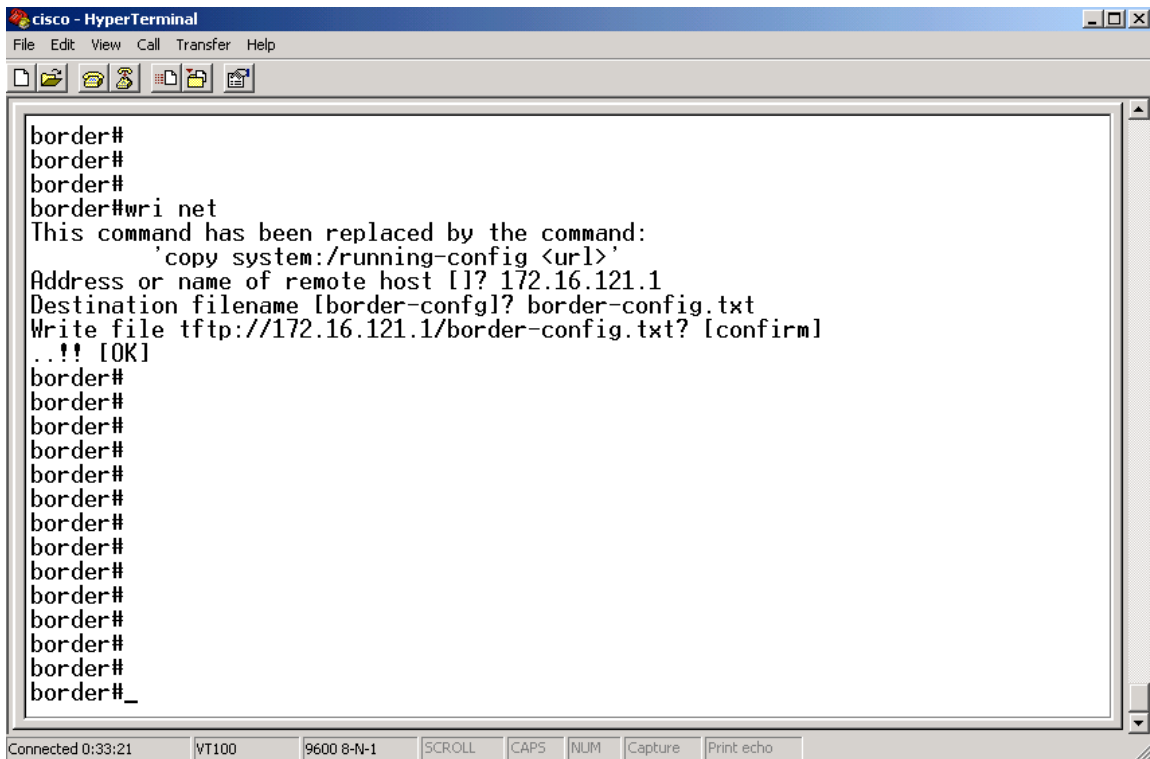 cisco - HyperTerminal
File Edit View Call Transfer Help
border#
border#
border#
border#wri net
This command has been replaced by the command:
'copy system:/running-config <url>'
Address or name of remote host []? 172.16.121.1
Destination filename [border-confg]? border-config.txt
Write file tftp://172.16.121.1/border-config.txt? [confirm]
..!! [OK]
border#
border#
border#
border#
border#
border#
border#
border#
border#
border#
border#
border#
border#
border#_
Connected 0:33:21 VT100 9600 8-N-1 SCROLL CAPS NUM Capture Print echo